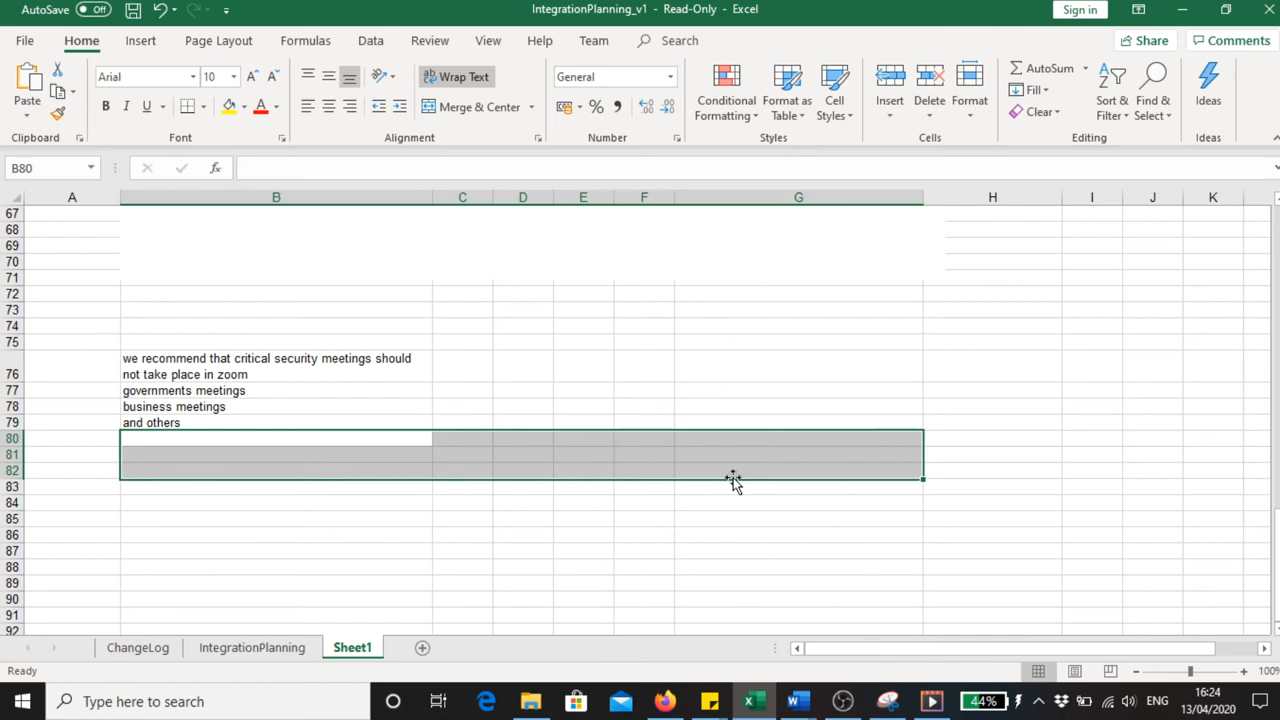 AutoSave Off
IntegrationPlanning_v1 - Read-Only - Excel
Sign in
File Home Insert Page Layout Formulas Data Review View Help Team Search Share Comments
Paste
Arial 10
B I U A
Wrap Text
Merge & Center
General
Conditional Formatting
Format as Table
Cell Styles
Insert
Delete
Format
AutoSum
Fill
Clear
Sort & Filter
Find & Select
Ideas
Clipboard Font Alignment Number Styles Cells Editing Ideas
B80 fx
A B C D E F G H I J K
67
68
69
70
71
72
73
74
75
we recommend that critical security meetings should
76 not take place in zoom
77 governments meetings
78 business meetings
79 and others
80
81
82
83
84
85
86
87
88
89
90
91
92
ChangeLog IntegrationPlanning Sheet1
Ready 100%
Type here to search
44%
ENG
16:24
13/04/2020